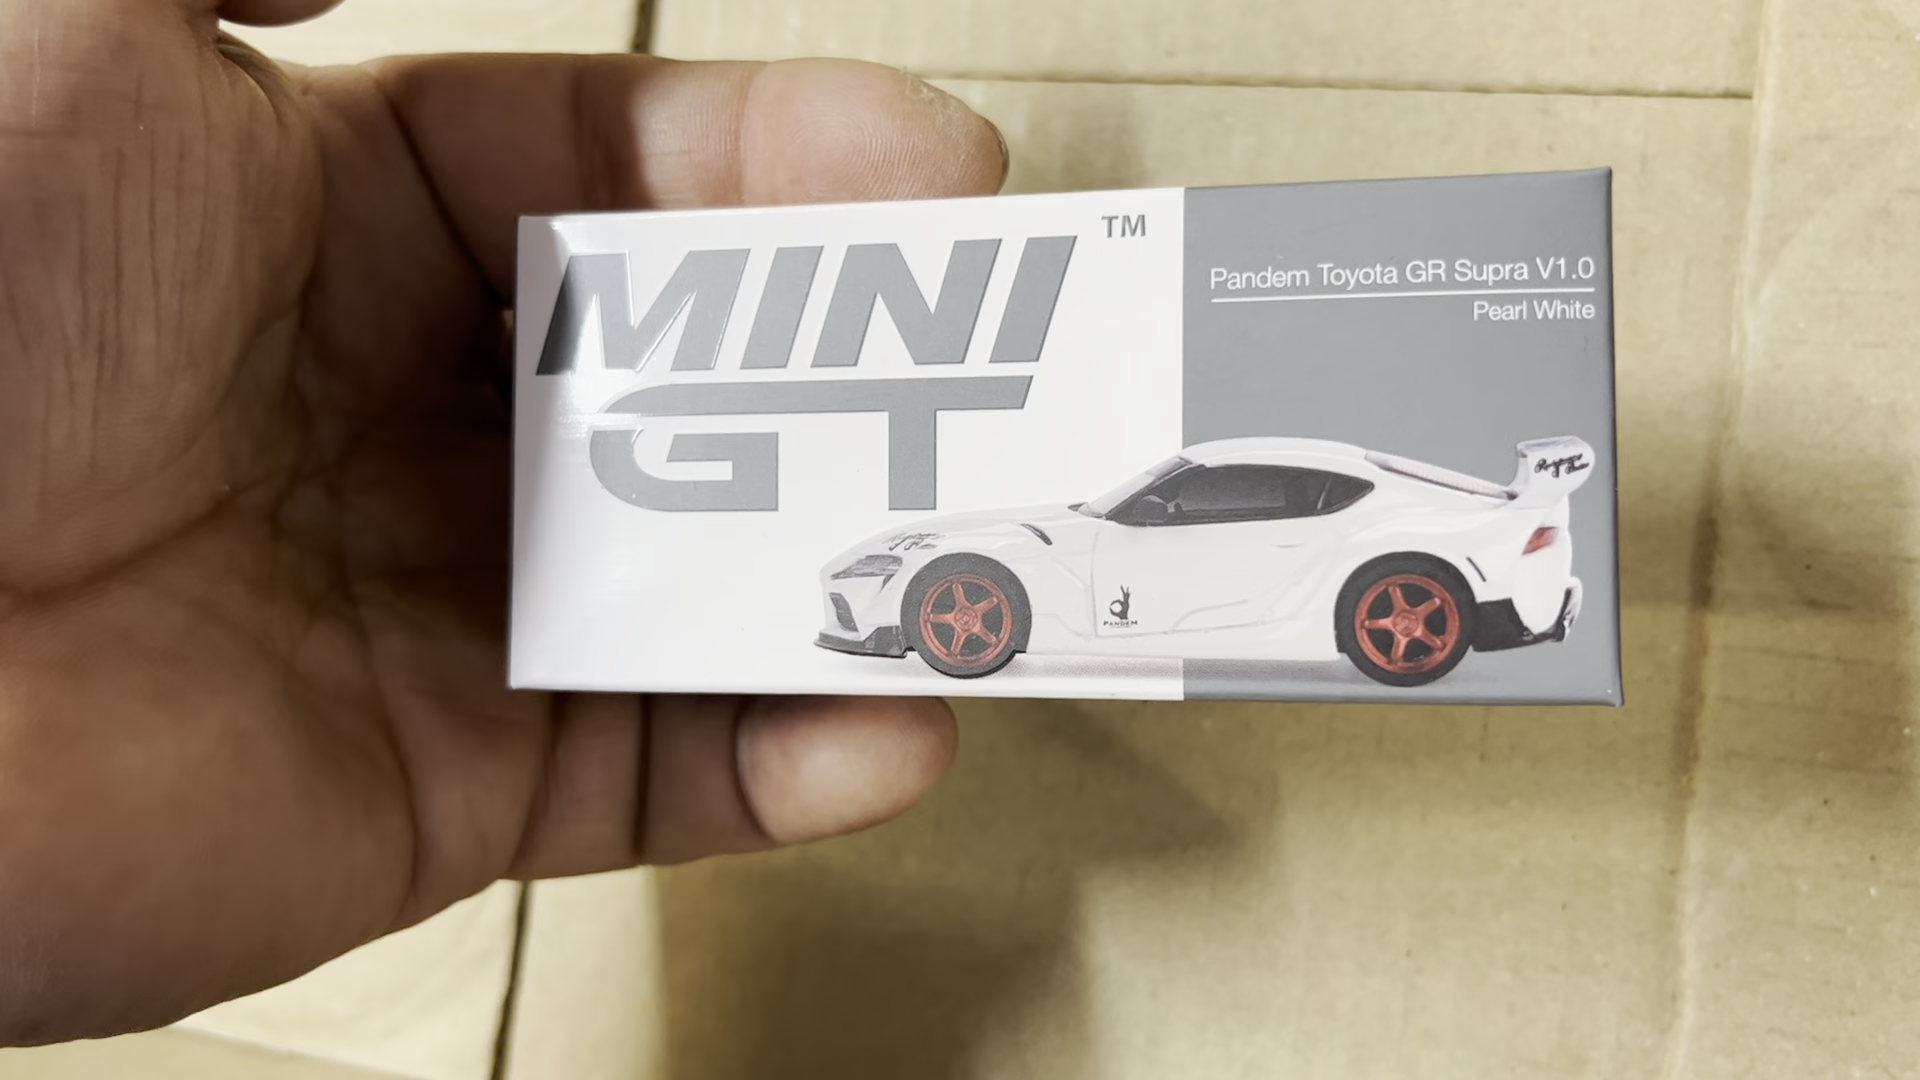 MINI
GT
TM
Pandem Toyota GR Supra V1.0
Pearl White
PANDEM